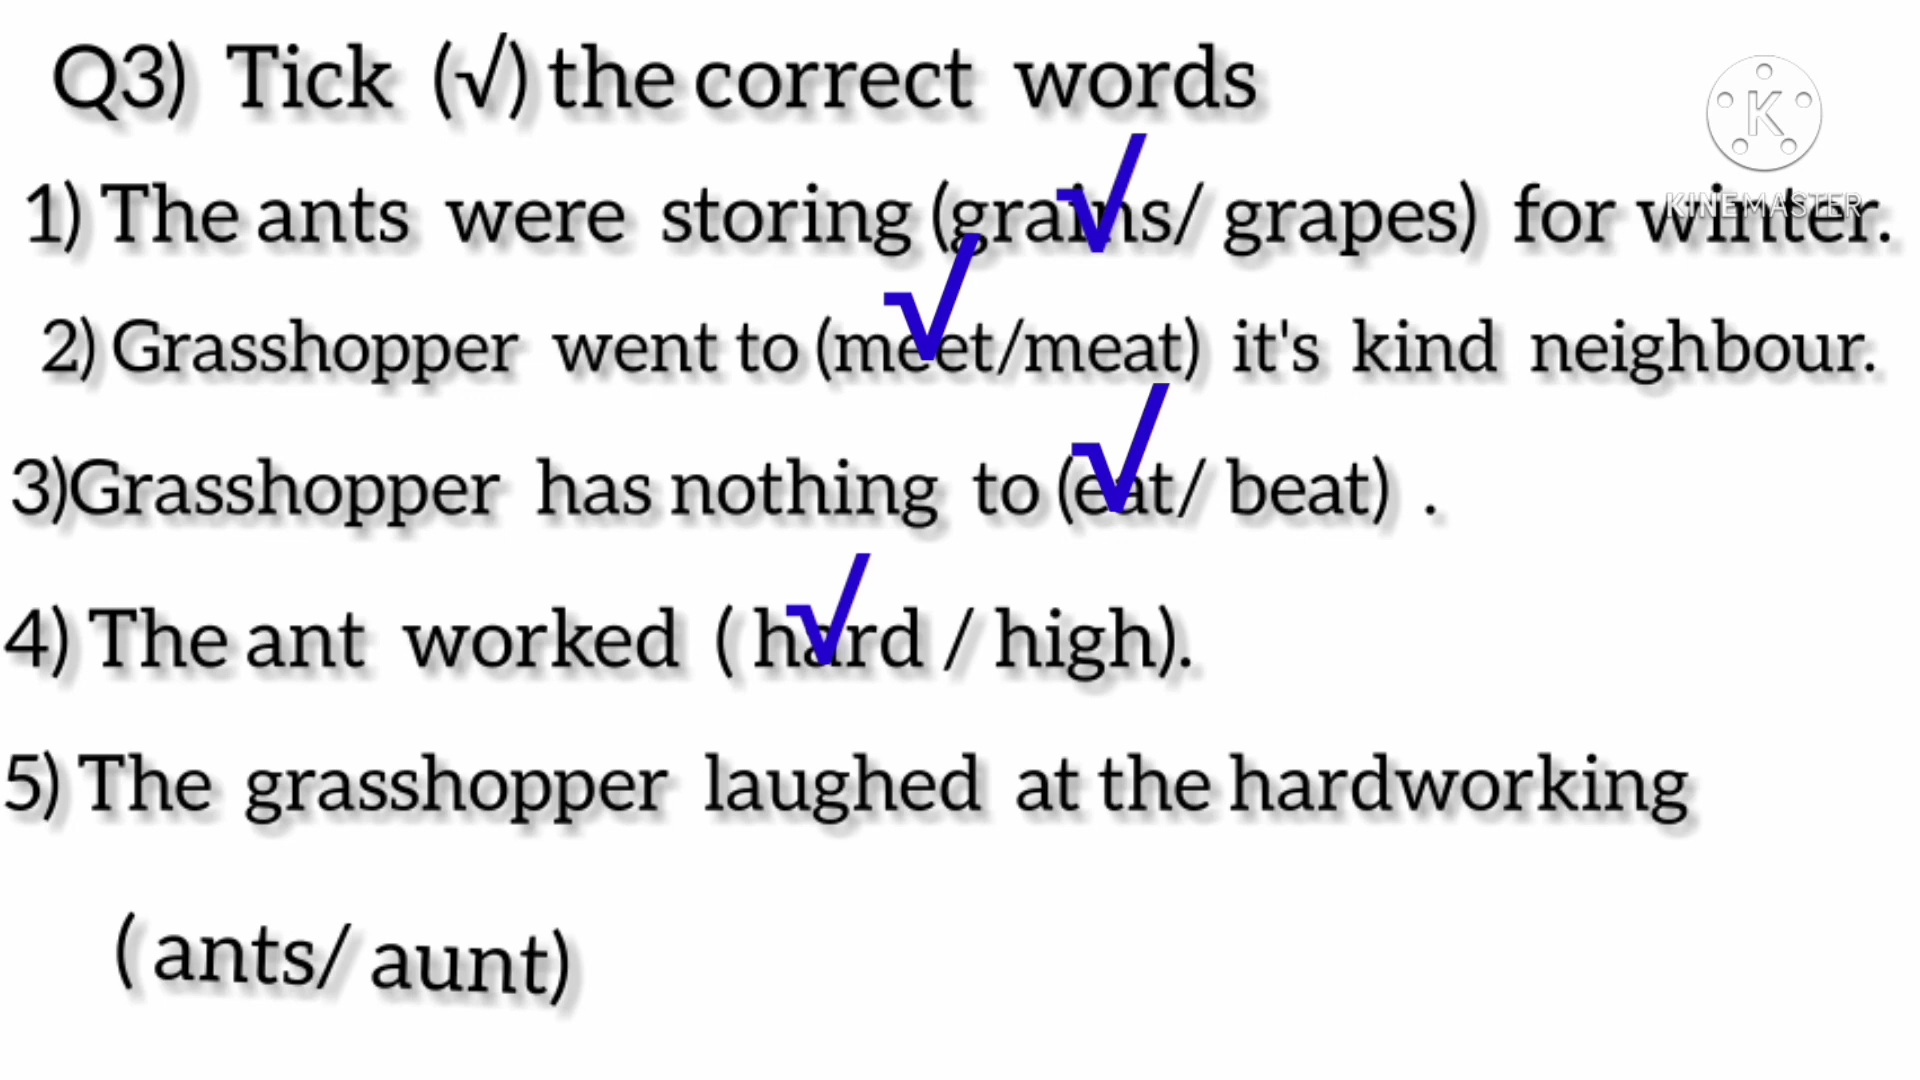 Q3) Tick (√) the correct words
K
KINEMASTER
1) The ants were storing (grains/ grapes) for winter.
√
2) Grasshopper went to (meet/meat) it's kind neighbour.
√
3)Grasshopper has nothing to (eat/ beat) .
√
4) The ant worked ( hard / high).
√
5) The grasshopper laughed at the hardworking
( ants/ aunt)